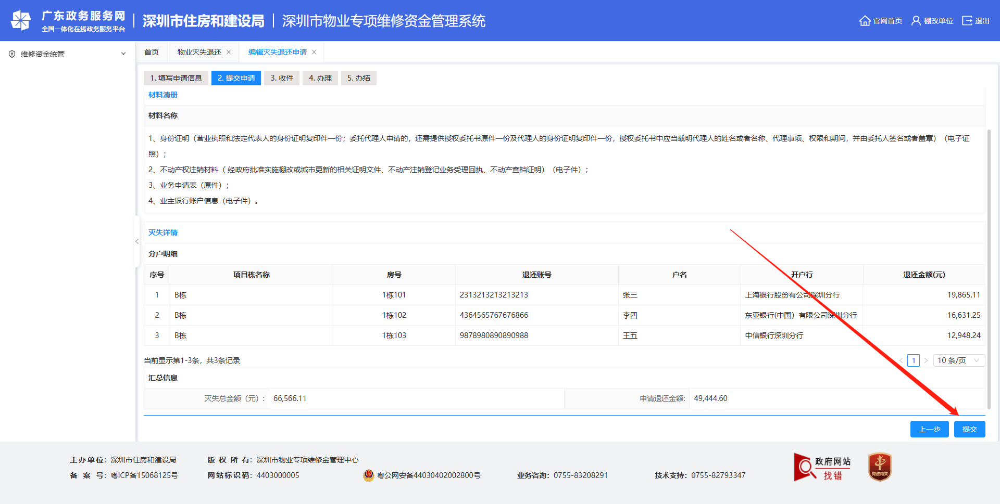 广东政务服务网
全国一体化在线政务服务平台
深圳市住房和建设局
深圳市物业专项维修资金管理系统
官网首页
棚改单位
退出
维修资金统管
首页
物业灭失退还
编辑灭失退还申请
1. 填写申请信息
2. 提交申请
3. 收件
4. 办理
5. 办结
材料清册
材料名称
1、身份证明（营业执照和法定代表人的身份证明复印件一份；委托代理人申请的，还需提供授权委托书原件一份及代理人的身份证明复印件一份，授权委托书中应当载明代理人的姓名或者名称、代理事项、权限和期间，并由委托人签名或者盖章）（电子证
照）；
2、不动产权注销材料（ 经政府批准实施棚改或城市更新的相关证明文件、不动产注销登记业务受理回执、不动产查档证明）（电子件）；
3、业务申请表（原件）；
4、业主银行账户信息（电子件）。
灭失详情
分户明细
序号 项目栋名称 房号 退还账号 户名 开户行 退还金额(元)
1 B栋 1栋101 2313213213213213 张三 上海银行股份有公司深圳分行 19,865.11
2 B栋 1栋102 4364565767676866 李四 东亚银行(中国）有限公司深圳分行 16,631.25
3 B栋 1栋103 9878980890890988 王五 中信银行深圳分行 12,948.24
当前显示第1-3条，共3条记录
1
10 条/页
汇总信息
灭失总金额（元）: 66,566.11 申请退还金额: 49,444.60
上一步
提交
主办单位：深圳市住房和建设局
版 权 所 有：深圳市物业专项维修金管理中心
备 案 号：粤ICP备15068125号
网站标识码：4403000005
粤公网安备44030402002800号
业务咨询：0755-83208291
技术支持：0755-82793347
政府网站
找错
党政机关